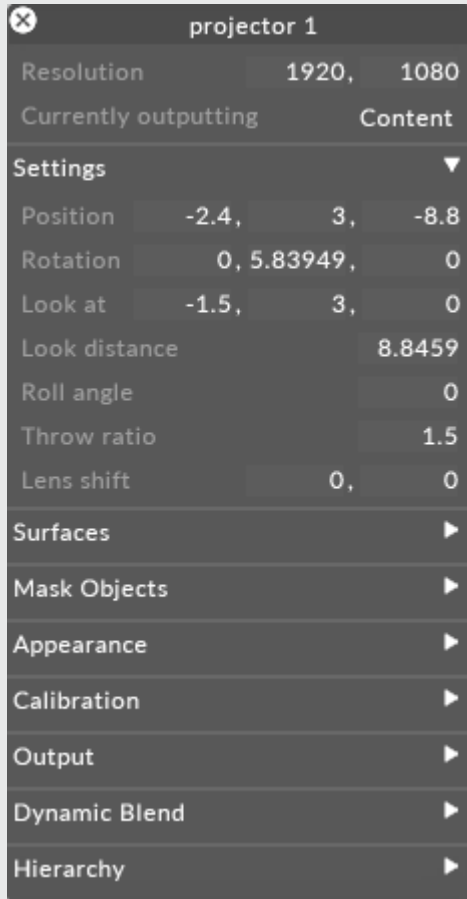 projector 1
Resolution 1920, 1080
Currently outputting Content
Settings
Position -2.4, 3, -8.8
Rotation 0, 5.83949, 0
Look at -1.5, 3, 0
Look distance 8.8459
Roll angle 0
Throw ratio 1.5
Lens shift 0, 0
Surfaces
Mask Objects
Appearance
Calibration
Output
Dynamic Blend
Hierarchy